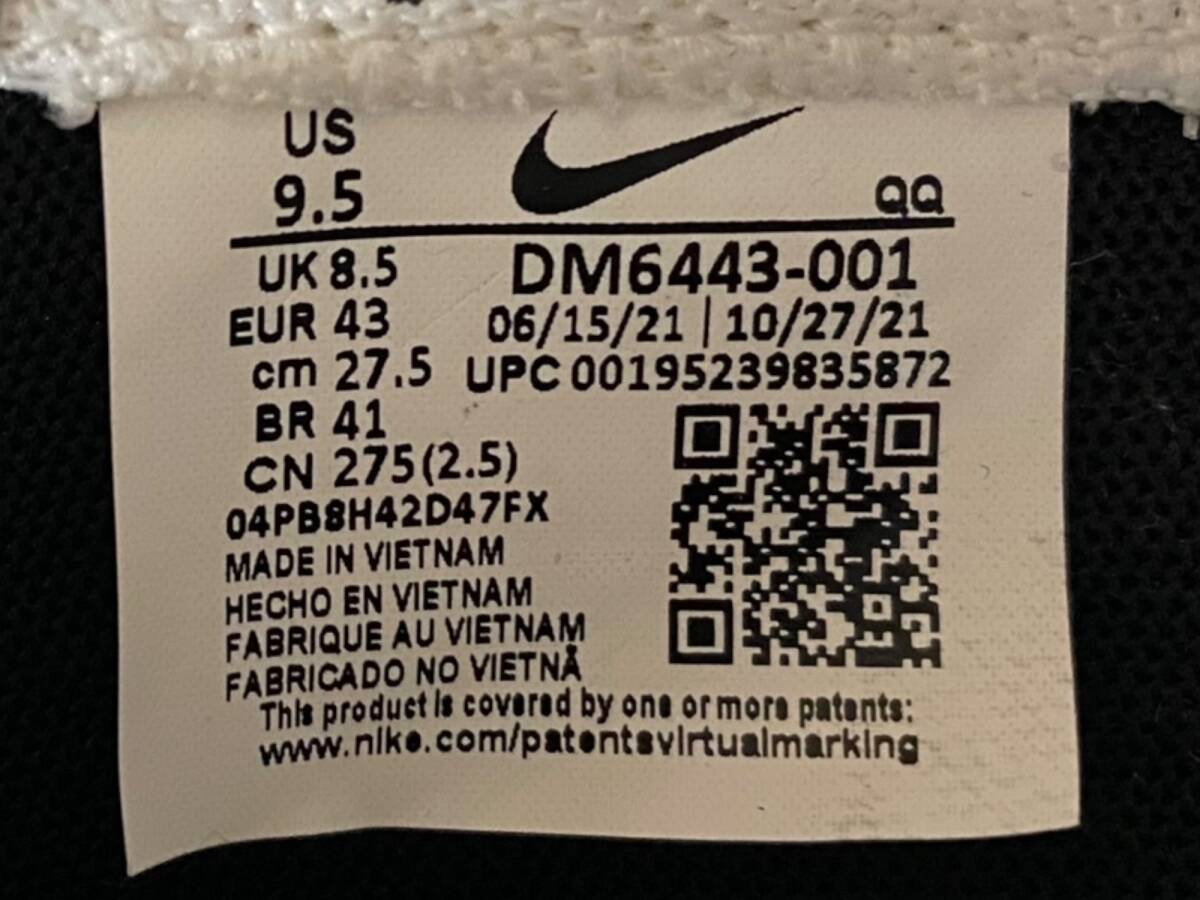 US
9.5
QQ
UK 8.5
DM6443-001
EUR 43
06/15/21 | 10/27/21
cm 27.5
UPC 00195239835872
BR 41
CN 275(2.5)
04PB8H42D47FX
MADE IN VIETNAM
HECHO EN VIETNAM
FABRIQUE AU VIETNAM
FABRICADO NO VIETNÃ
This product is covered by one or more patents:
www.nike.com/patentsvirtualmarking